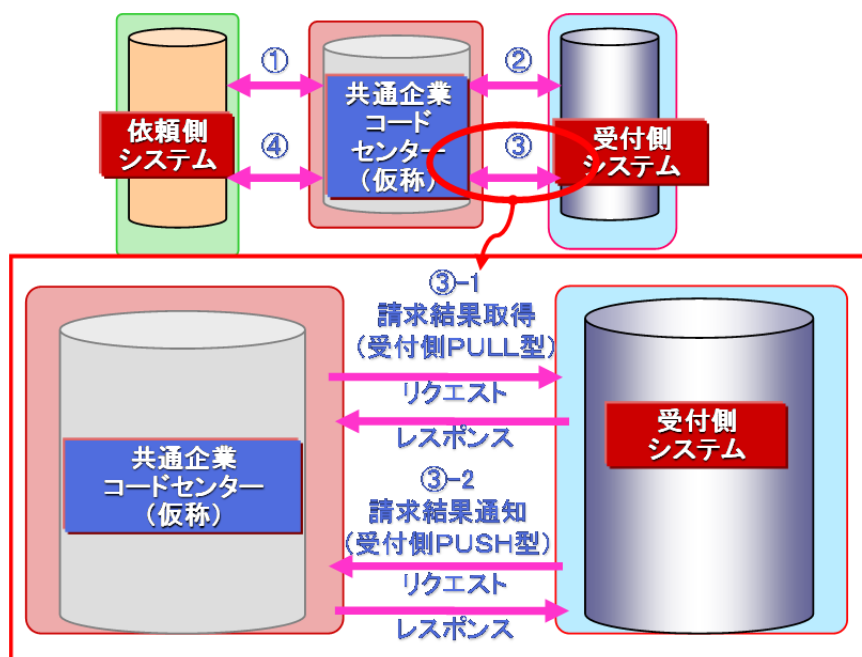 ①
②
共通企業
コード
センター
（仮称）
依頼側
システム
④
③
受付側
システム
③-1
請求結果取得
（受付側ＰＵＬＬ型）
リクエスト
レスポンス
受付側
システム
共通企業
コードセンター
（仮称）
③-2
請求結果通知
（受付側ＰＵＳＨ型）
リクエスト
レスポンス